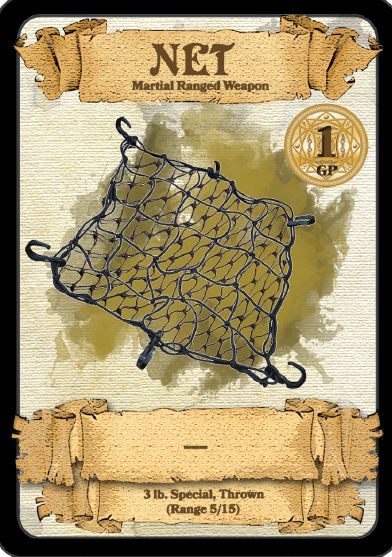 NET
Martial Ranged Weapon
1
GP
—
3 lb. Special, Thrown
(Range 5/15)